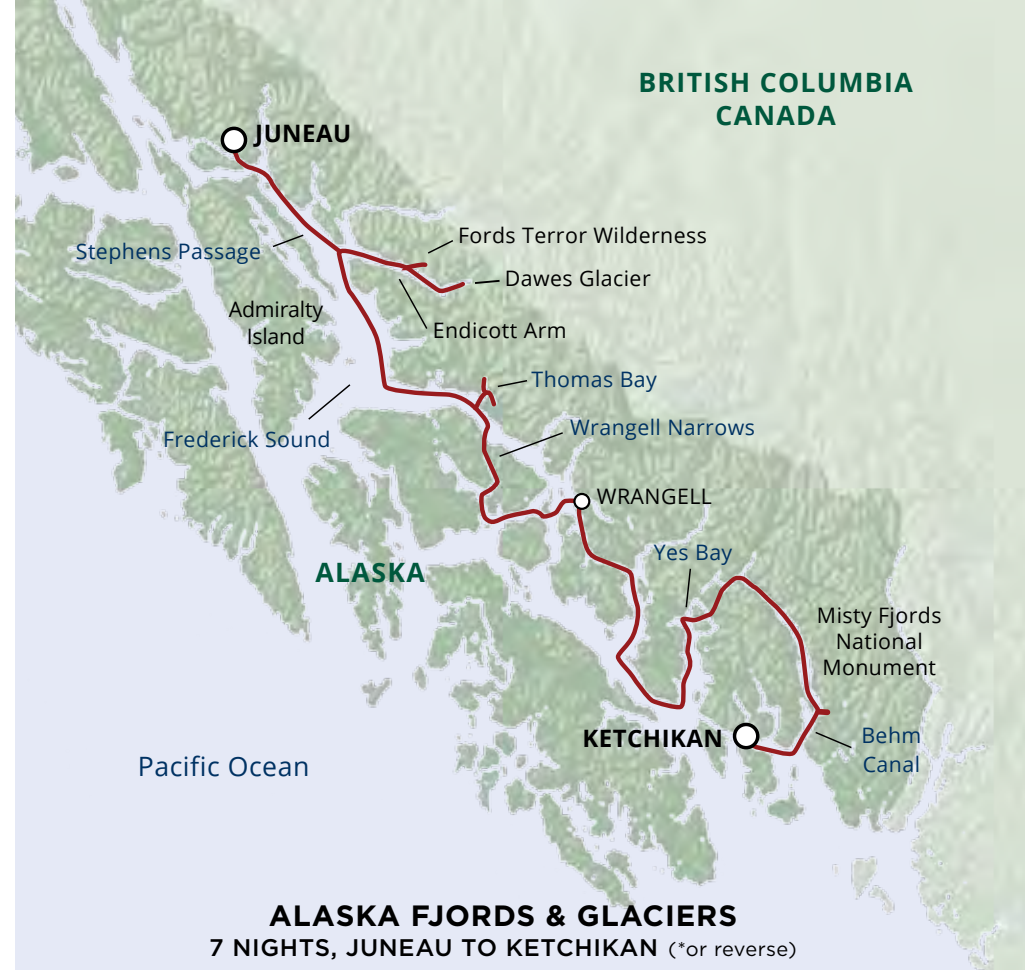 BRITISH COLUMBIA
CANADA
JUNEAU
Fords Terror Wilderness
Stephens Passage
Dawes Glacier
Admiralty
Island
Endicott Arm
Thomas Bay
Frederick Sound
Wrangell Narrows
WRANGELL
Yes Bay
ALASKA
Misty Fjords
National
Monument
KETCHIKAN
Behm
Canal
Pacific Ocean
ALASKA FJORDS & GLACIERS
7 NIGHTS, JUNEAU TO KETCHIKAN (*or reverse)